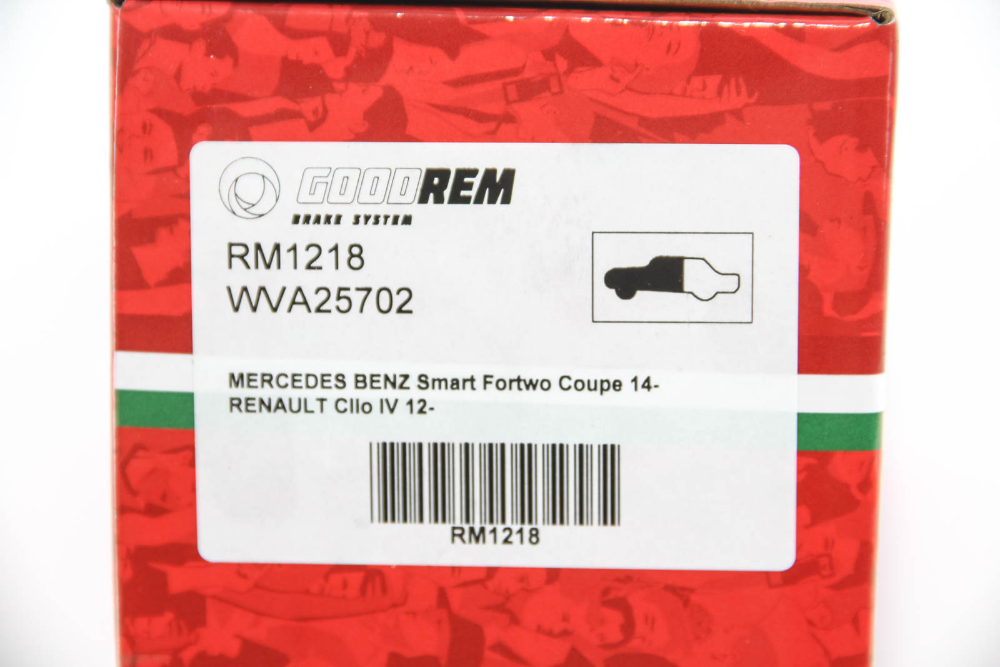 GOODREM
BRAKE SYSTEM
RM1218
WVA25702
MERCEDES BENZ Smart Fortwo Coupe 14-
RENAULT Clio IV 12-
RM1218